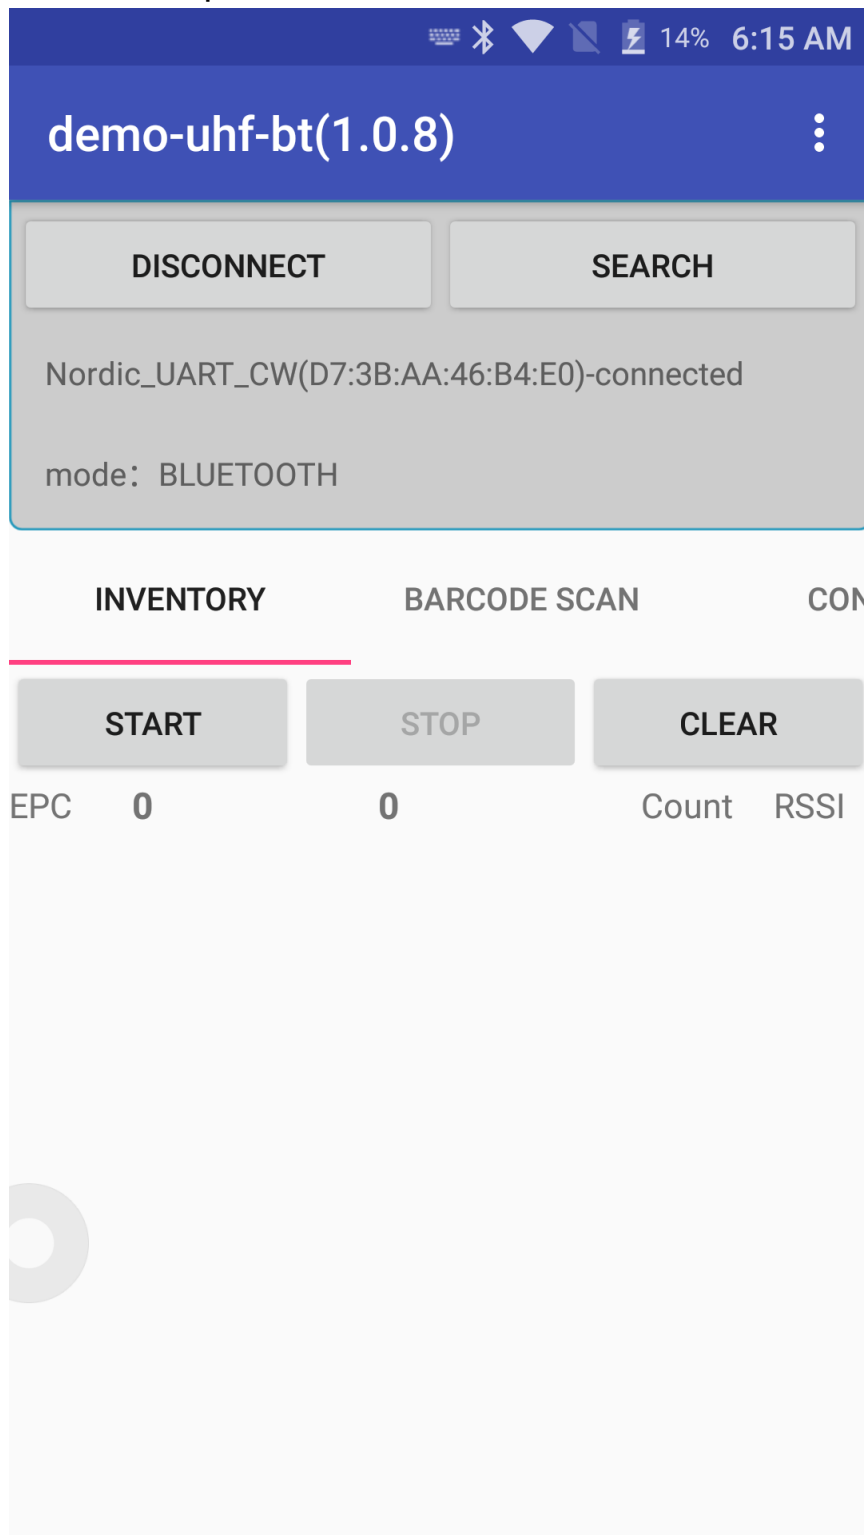 14% 6:15 AM
demo-uhf-bt(1.0.8)
DISCONNECT SEARCH
Nordic_UART_CW(D7:3B:AA:46:B4:E0)-connected
mode：BLUETOOTH
INVENTORY BARCODE SCAN CON
START STOP CLEAR
EPC 0 0 Count RSSI